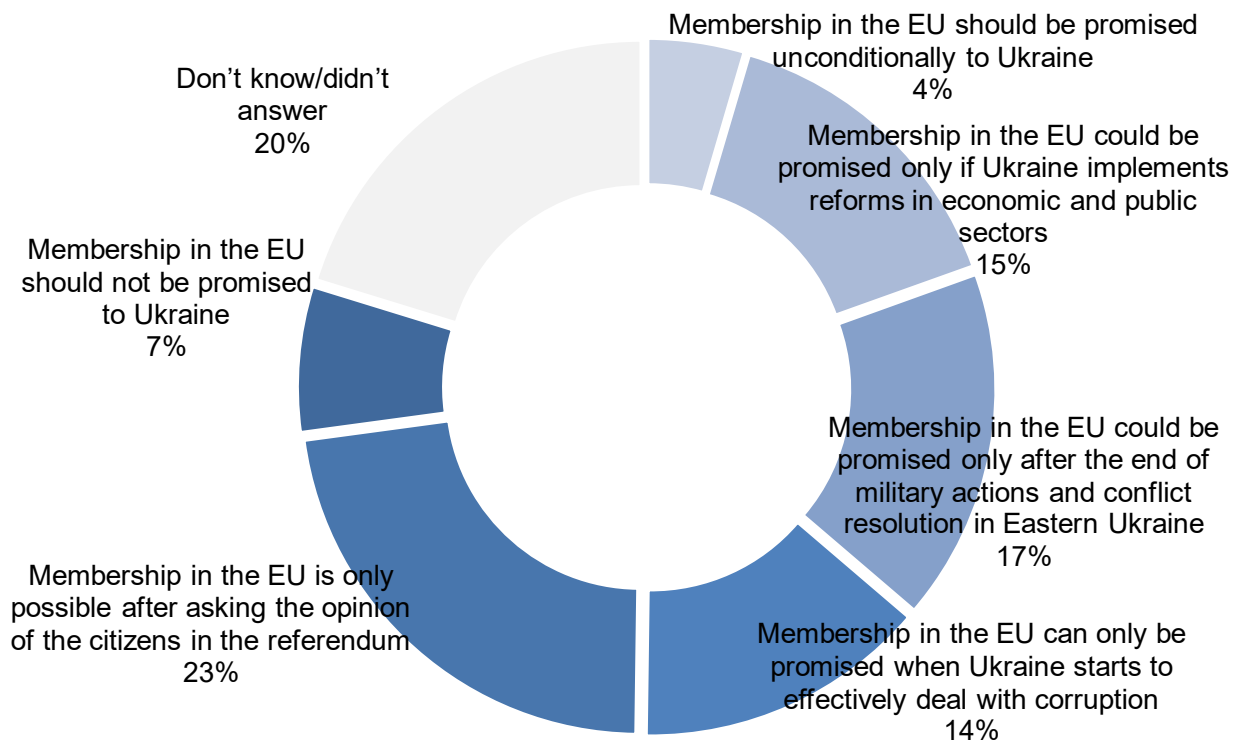 Membership in the EU should be promised
unconditionally to Ukraine
4%
Membership in the EU could be
promised only if Ukraine implements
reforms in economic and public
sectors
15%
Membership in the EU could be
promised only after the end of
military actions and conflict
resolution in Eastern Ukraine
17%
Membership in the EU can only be
promised when Ukraine starts to
effectively deal with corruption
14%
Membership in the EU is only
possible after asking the opinion
of the citizens in the referendum
23%
Membership in the EU
should not be promised
to Ukraine
7%
Don’t know/didn’t
answer
20%